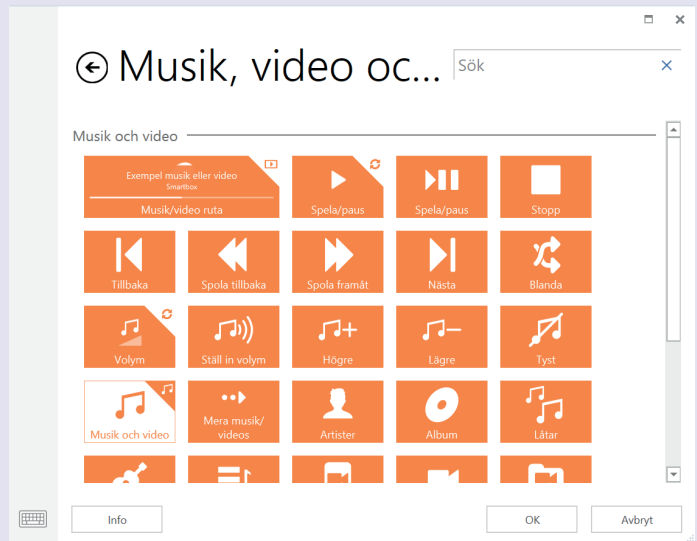 Musik, video oc...
Sök
Musik och video
Exempel musik eller video
Smartbox
Musik/video ruta
Spela/paus
Spela/paus
Stopp
Tillbaka
Spola tillbaka
Spola framåt
Nästa
Blanda
Volym
Ställ in volym
Högre
Lägre
Tyst
Musik och video
Mera musik/
videos
Artister
Album
Låtar
Info
OK
Avbryt